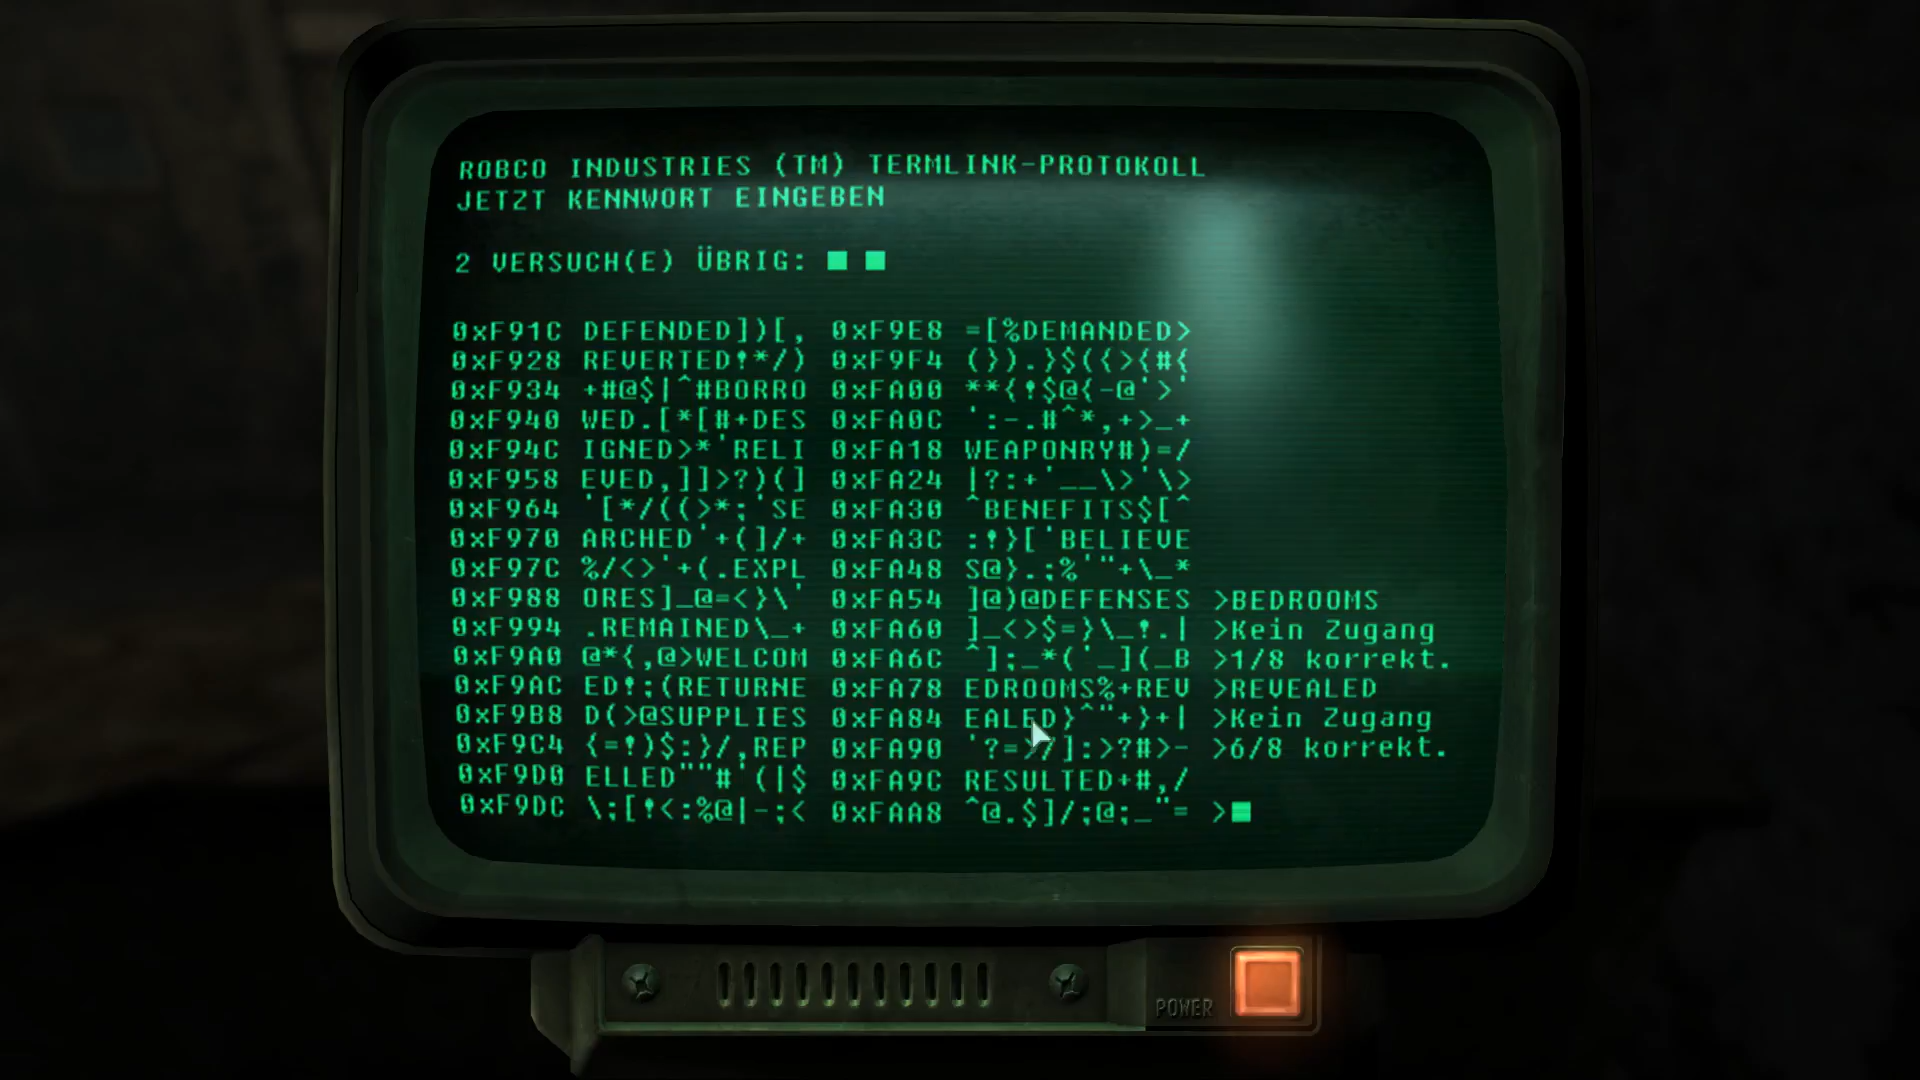 ROBCO INDUSTRIES (TM) TERMLINK-PROTOKOLL
JETZT KENNWORT EINGEBEN
2 VERSUCH(E) ÜBRIG: ■ ■
0xF91C DEFENDED])[, 0xF9E8 =[%DEMANDED>
0xF928 REVERTED!*/) 0xF9F4 (}).}$({>{#{
0xF934 +#@$|^#BORRO 0xFA00 **{!$@{-@'>'
0xF940 WED.[*[#+DES 0xFA0C ':-.#^*,+>_+
0xF94C IGNED>*'RELI 0xFA18 WEAPONRY#)=/
0xF958 EVED,]]>?)(] 0xFA24 |?:+'__\>'\>
0xF964 '[*/((>*;'SE 0xFA30 ^BENEFITS$[^
0xF970 ARCHED'+(]/+ 0xFA3C :!}['BELIEVE
0xF97C %/<>'+(.EXPL 0xFA48 S@}.;%'"+\_*
0xF988 ORES]_@=<}\' 0xFA54 ]@)@DEFENSES >BEDROOMS
0xF994 .REMAINED\_+ 0xFA60 ]_<>$=}\_!.| >Kein Zugang
0xF9A0 @*{,@>WELCOM 0xFA6C ^];_*('_](_B >1/8 korrekt.
0xF9AC ED!;(RETURNE 0xFA78 EDROOMS%+REV >REVEALED
0xF9B8 D(>@SUPPLIES 0xFA84 EALED}^"+}+| >Kein Zugang
0xF9C4 {=!)$:}/,REP 0xFA90 '?=>/]:>?#>- >6/8 korrekt.
0xF9D0 ELLED""#'(|$ 0xFA9C RESULTED+#,/
0xF9DC \;[!<:%@|-;< 0xFAA8 ^@.$]/;@;_"= >■
POWER